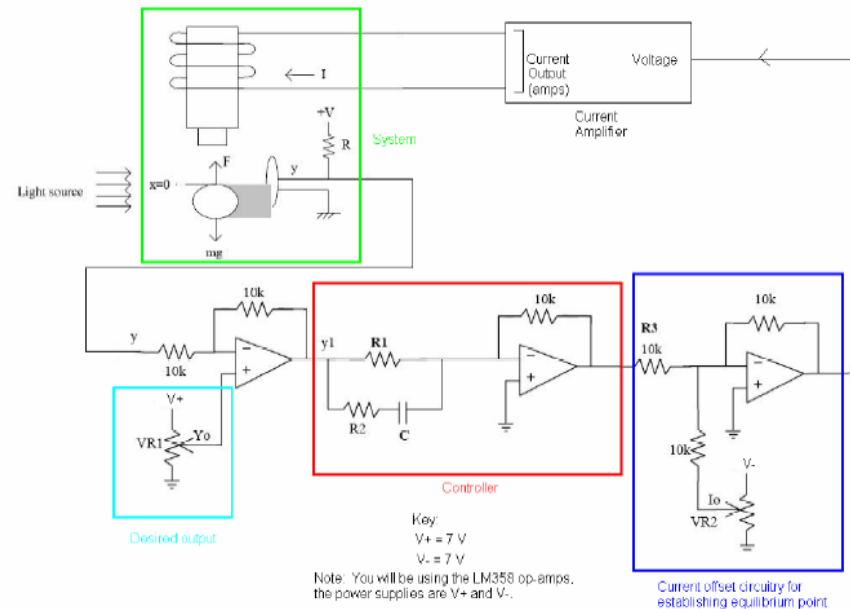 I
Current
Output
(amps)
Voltage
Current
Amplifier
+V
R
System
F
y
x=0
Light source
mg
10k
10k
10k
R3
10k
y
R1
y1
10k
10k
V+
R2
C
VR1
Yo
10k
V-
Io
VR2
Controller
Desired output
Key:
V+ = 7 V
V- = 7 V
Note: You will be using the LM358 op-amps,
the power supplies are V+ and V-.
Current offset circuitry for
establishing equilibrium point